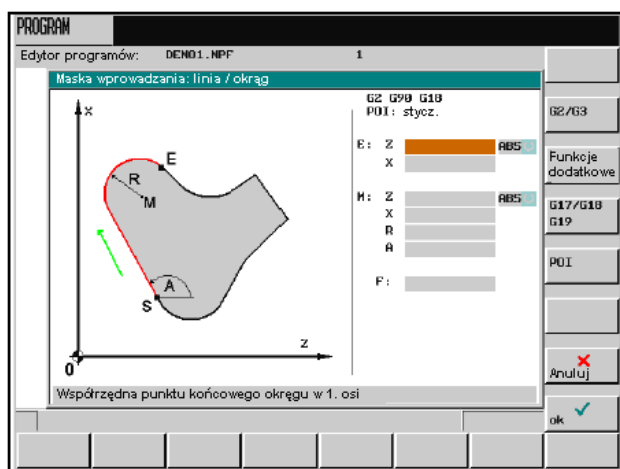 PROGRAM
Edytor programów: DEMO1.MPF 1
Maska wprowadzania: linia / okrąg
G2 G90 G18
POI: stycz.
X
E
R
M
A
S
Z
0
E: Z ABS
X
M: Z ABS
X
R
A
F:
Współrzędna punktu końcowego okręgu w 1. osi
G2/G3
Funkcje
dodatkowe
G17/G18
G19
POI
Anuluj
ok